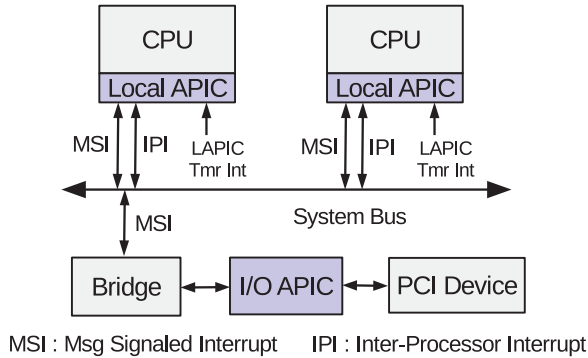 CPU
Local APIC
CPU
Local APIC
MSI
IPI
LAPIC
Tmr Int
MSI
IPI
LAPIC
Tmr Int
System Bus
MSI
Bridge
I/O APIC
PCI Device
MSI : Msg Signaled Interrupt
IPI : Inter-Processor Interrupt